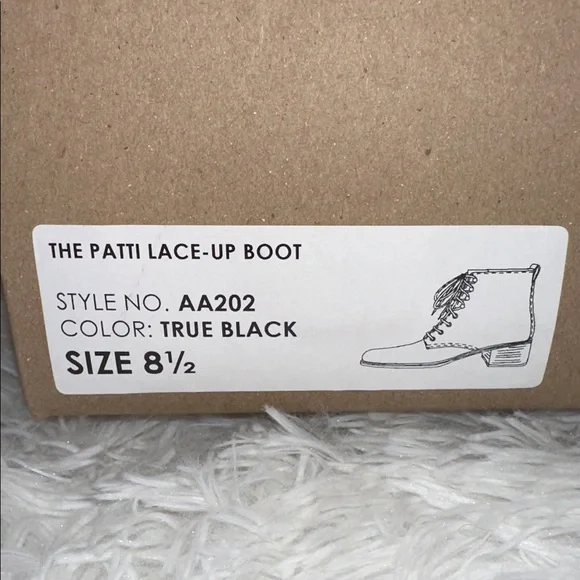 THE PATTI LACE-UP BOOT
STYLE NO. AA202
COLOR: TRUE BLACK
SIZE 8½